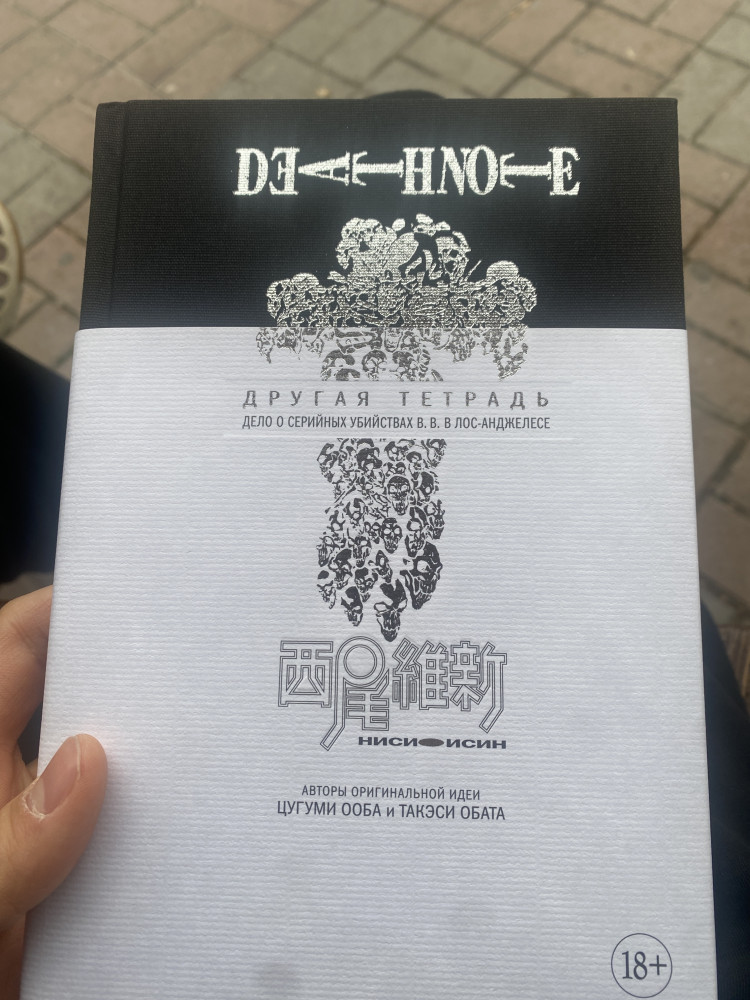 DEATH NOTE
ДРУГАЯ ТЕТРАДЬ
ДЕЛО О СЕРИЙНЫХ УБИЙСТВАХ В. В. В ЛОС-АНДЖЕЛЕСЕ
西尾維新
НИСИ●ИСИН
АВТОРЫ ОРИГИНАЛЬНОЙ ИДЕИ
ЦУГУМИ ООБА и ТАКЭСИ ОБАТА
18+